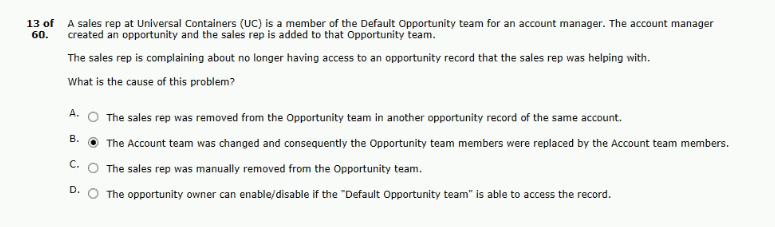 13 of A sales rep at Universal Containers (UC) is a member of the Default Opportunity team for an account manager. The account manager
60. created an opportunity and the sales rep is added to that Opportunity team.
The sales rep is complaining about no longer having access to an opportunity record that the sales rep was helping with.
What is the cause of this problem?
A. The sales rep was removed from the Opportunity team in another opportunity record of the same account.
B. The Account team was changed and consequently the Opportunity team members were replaced by the Account team members.
C. The sales rep was manually removed from the Opportunity team.
D. The opportunity owner can enable/disable if the "Default Opportunity team" is able to access the record.